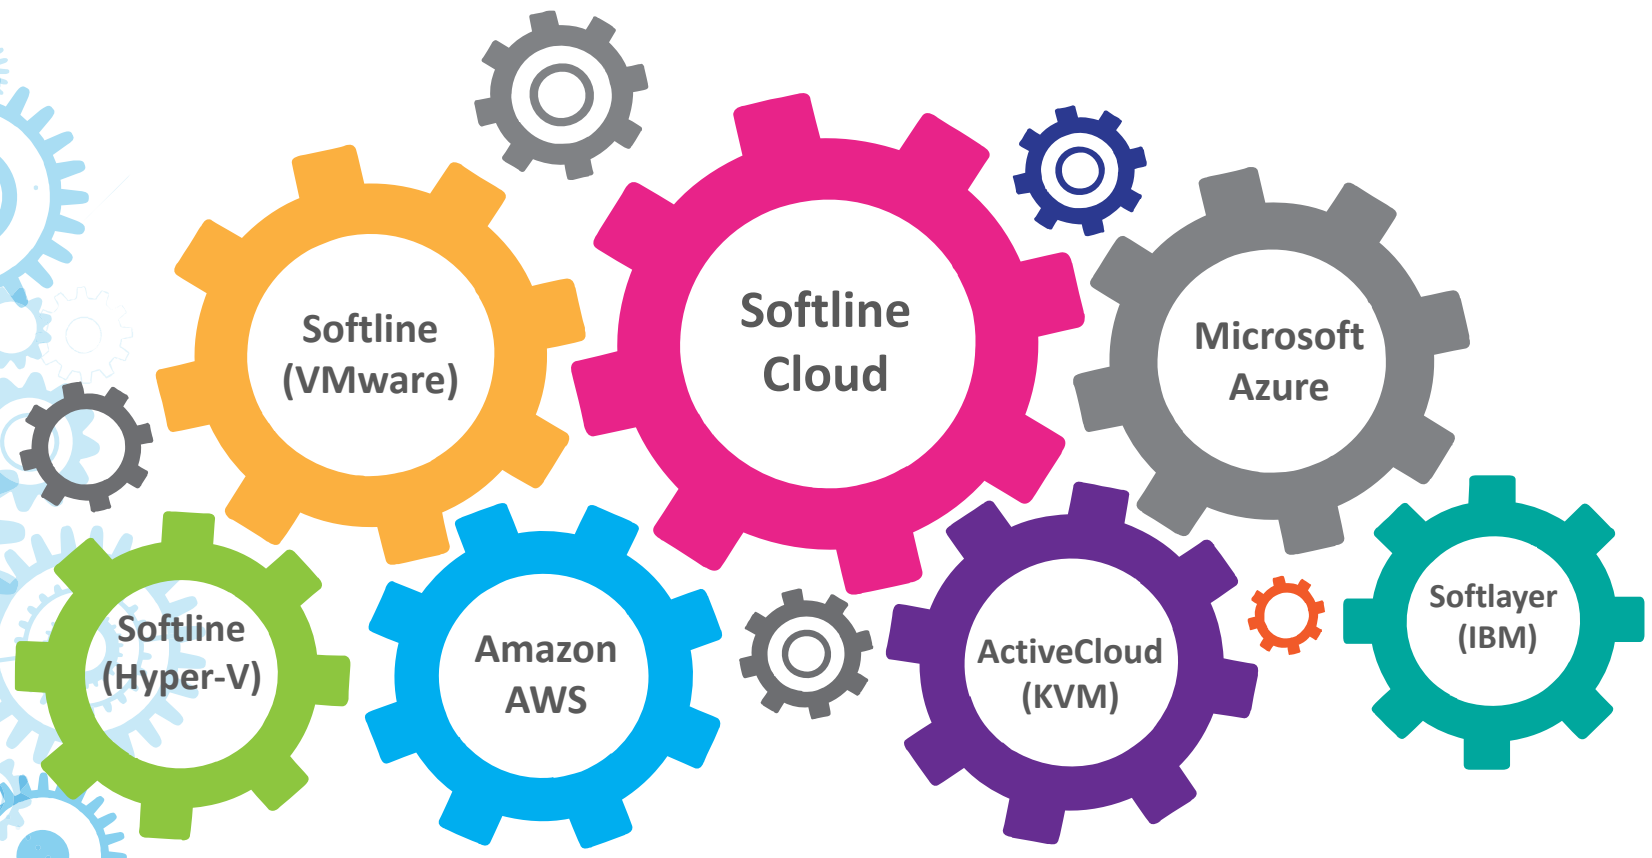 Softline
Cloud
Softline
(VMware)
Microsoft
Azure
Softline
(Hyper-V)
Amazon
AWS
ActiveCloud
(KVM)
Softlayer
(IBM)